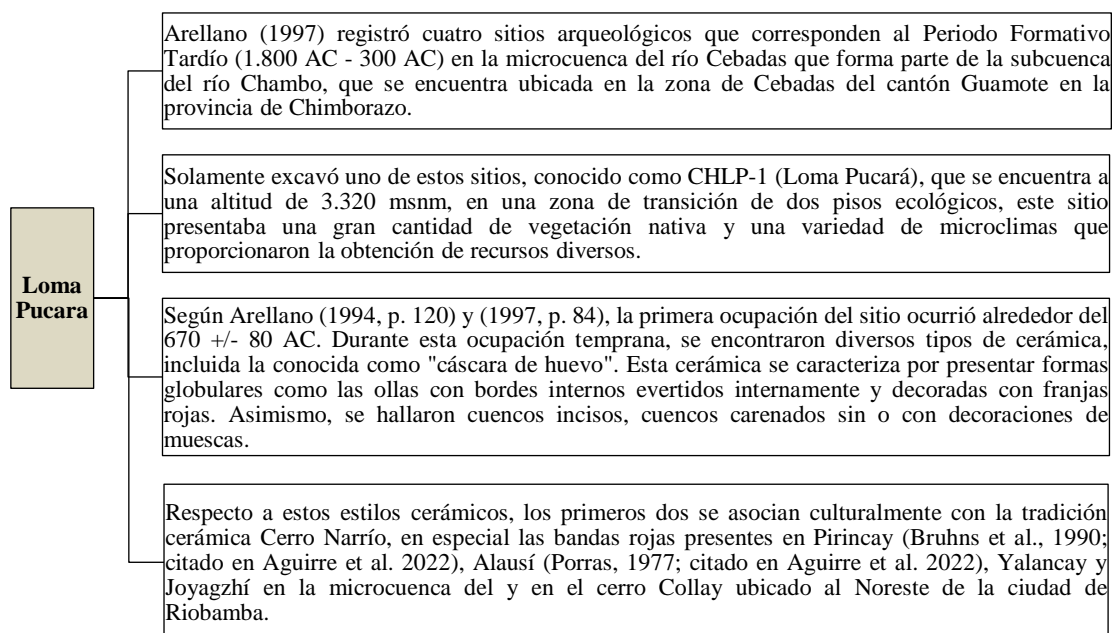 Arellano (1997) registró cuatro sitios arqueológicos que corresponden al Periodo Formativo
Tardío (1.800 AC - 300 AC) en la microcuenca del río Cebadas que forma parte de la subcuenca
del río Chambo, que se encuentra ubicada en la zona de Cebadas del cantón Guamote en la
provincia de Chimborazo.
Solamente excavó uno de estos sitios, conocido como CHLP-1 (Loma Pucará), que se encuentra a
una altitud de 3.320 msnm, en una zona de transición de dos pisos ecológicos, este sitio
presentaba una gran cantidad de vegetación nativa y una variedad de microclimas que
proporcionaron la obtención de recursos diversos.
Loma
Pucara
Según Arellano (1994, p. 120) y (1997, p. 84), la primera ocupación del sitio ocurrió alrededor del
670 +/- 80 AC. Durante esta ocupación temprana, se encontraron diversos tipos de cerámica,
incluida la conocida como "cáscara de huevo". Esta cerámica se caracteriza por presentar formas
globulares como las ollas con bordes internos evertidos internamente y decoradas con franjas
rojas. Asimismo, se hallaron cuencos incisos, cuencos carenados sin o con decoraciones de
muescas.
Respecto a estos estilos cerámicos, los primeros dos se asocian culturalmente con la tradición
cerámica Cerro Narrío, en especial las bandas rojas presentes en Pirincay (Bruhns et al., 1990;
citado en Aguirre et al. 2022), Alausí (Porras, 1977; citado en Aguirre et al. 2022), Yalancay y
Joyagzhí en la microcuenca del y en el cerro Collay ubicado al Noreste de la ciudad de
Riobamba.